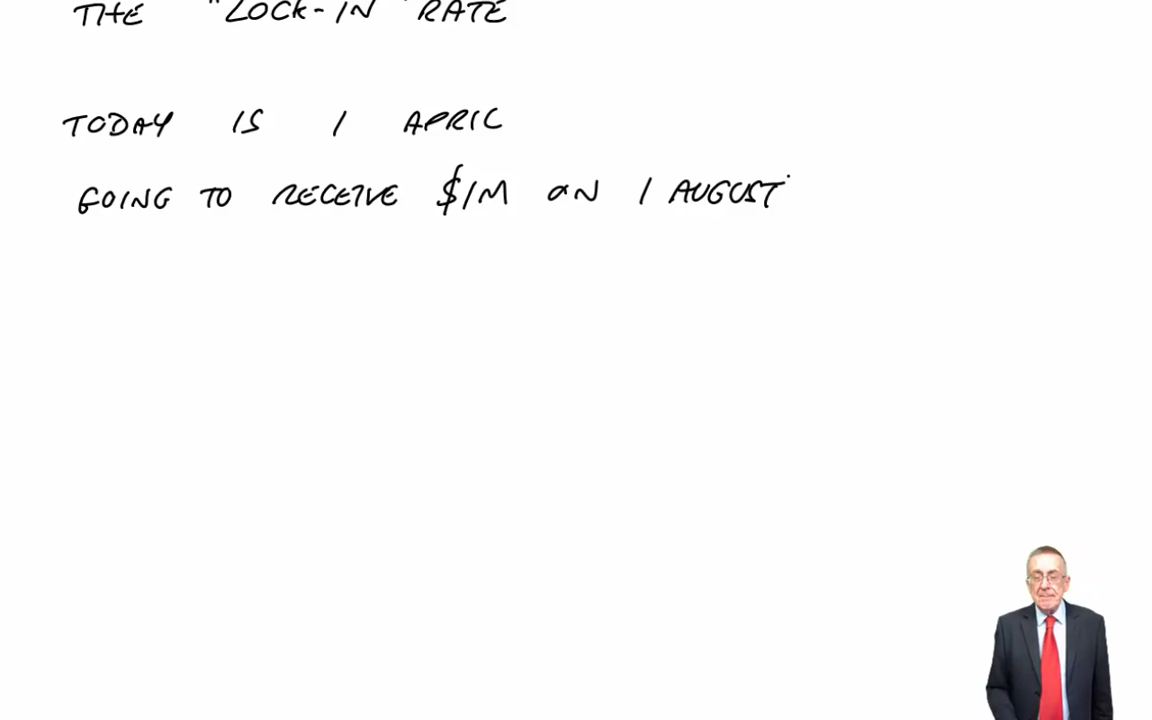 THE "LOCK-IN" RATE
TODAY IS 1 APRIL
GOING TO RECEIVE $1M ON 1 AUGUST